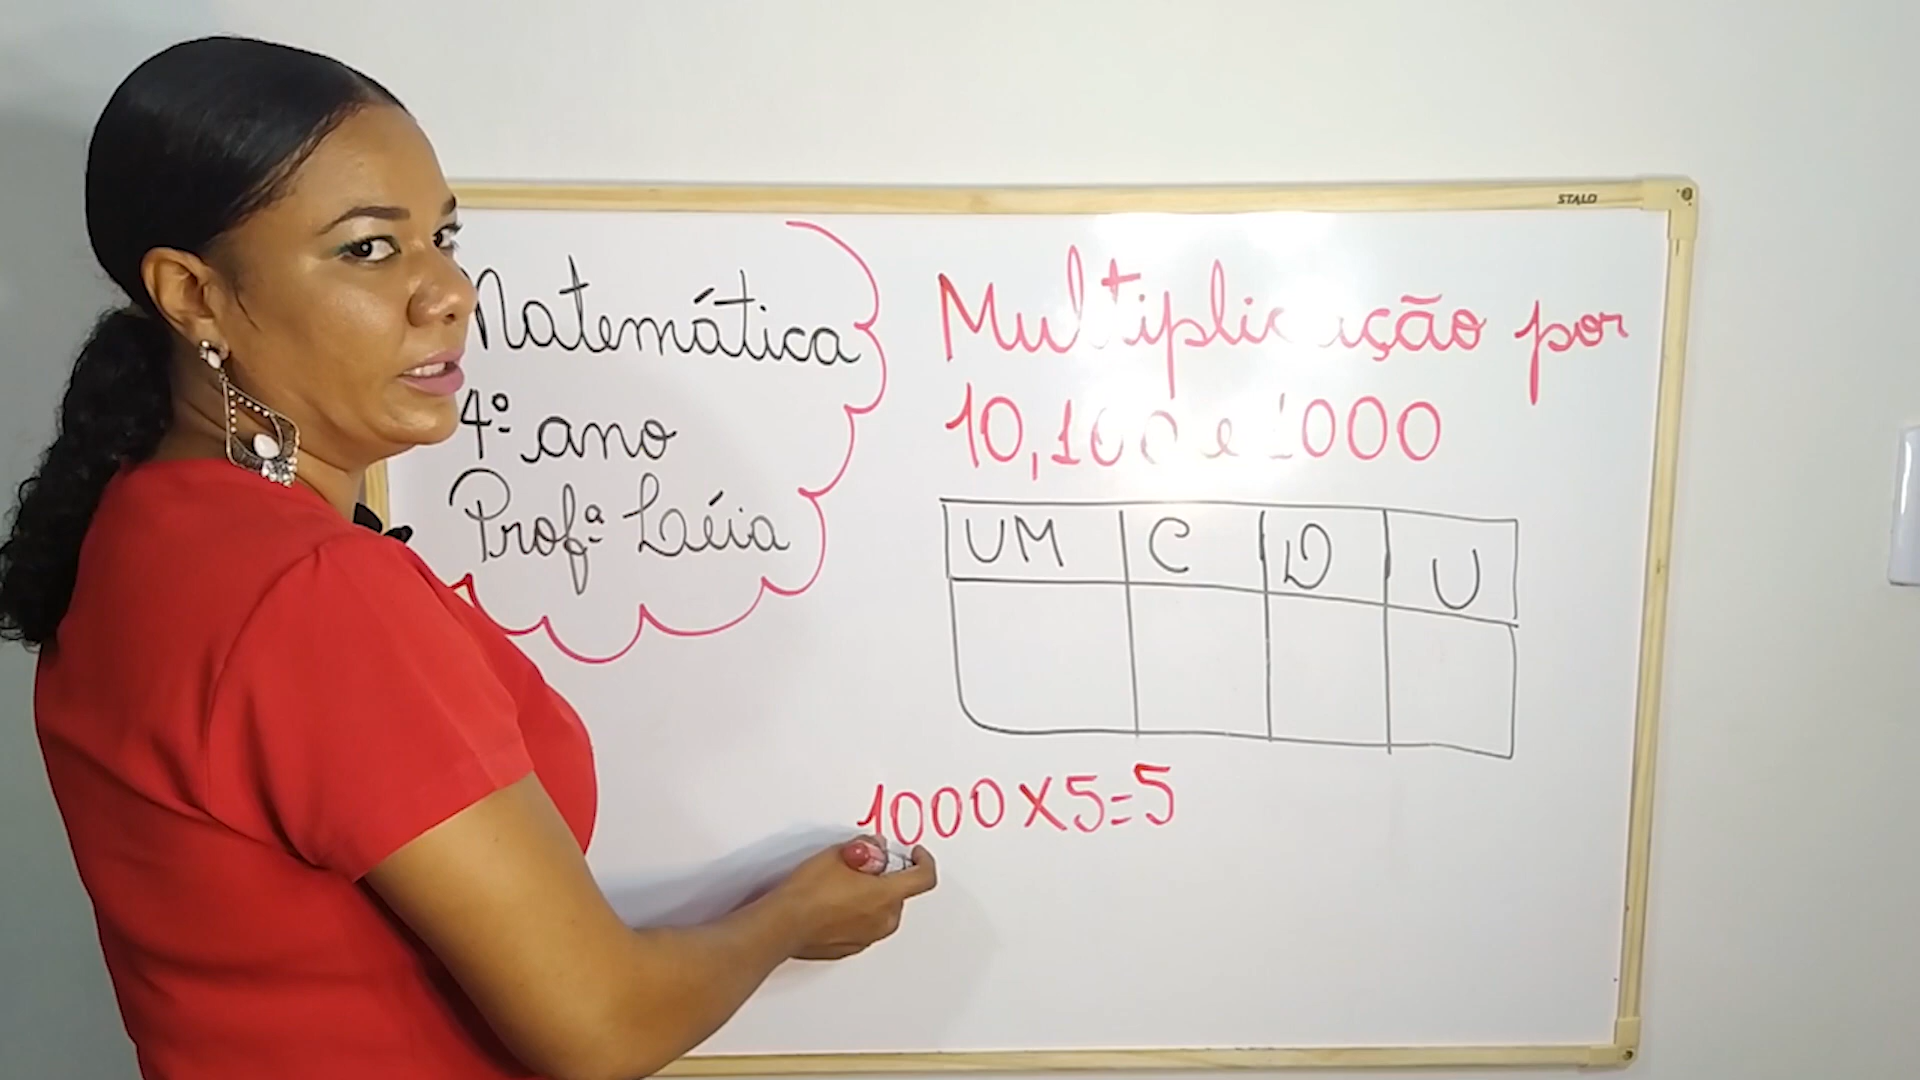 STALO
Matemática
4º ano
Profª Léia
Multiplicação por
10, 100 e 1000
UM C D U
1000 X 5 = 5